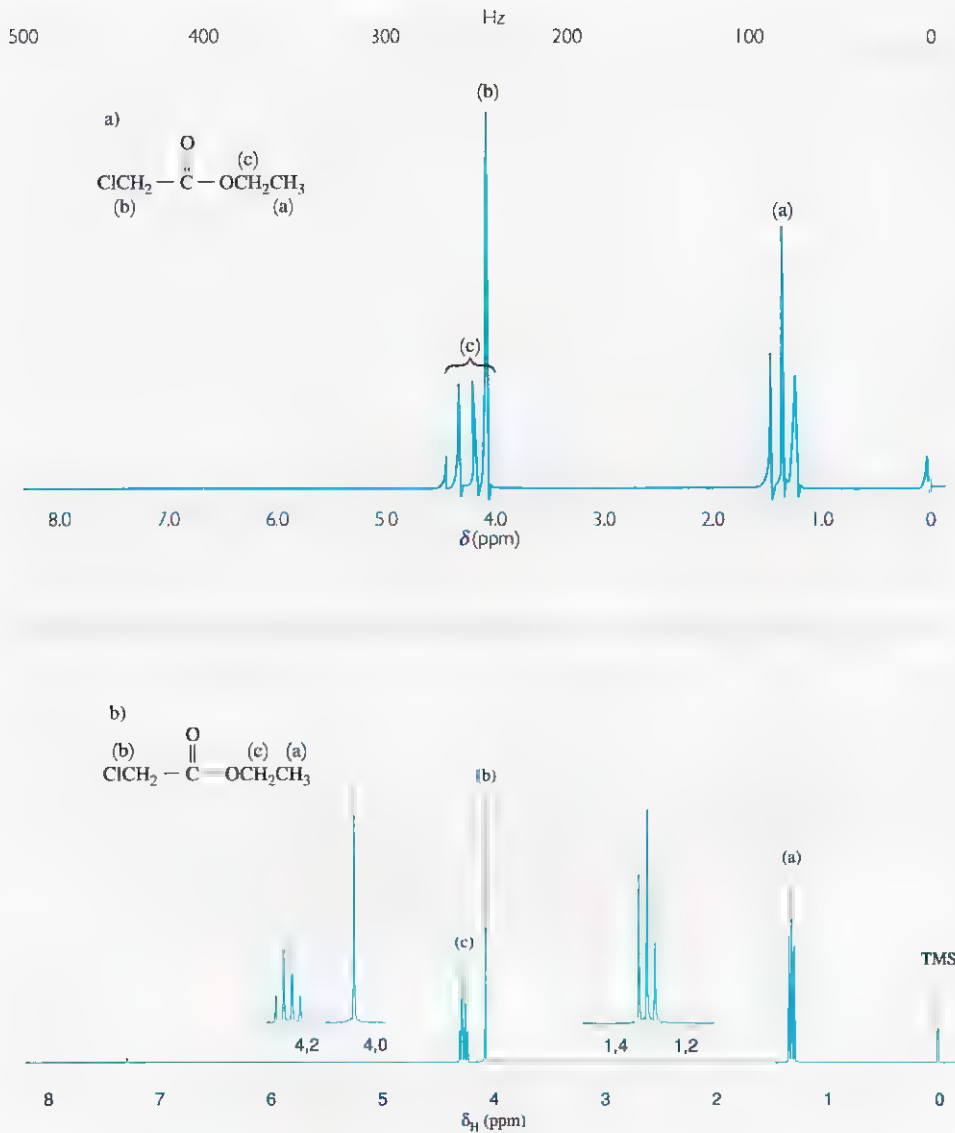 Hz
500 400 300 200 100 0
a)
(b)
O
(c)
ClCH₂ — C — OCH₂CH₃
(b) (a)
(a)
(c)
8.0 7.0 6.0 5.0 4.0 3.0 2.0 1.0 0
δ (ppm)
b)
O
(b) (c) (a)
ClCH₂ — C — OCH₂CH₃
(b)
(a)
(c)
TMS
4,2 4,0 1,4 1,2
8 7 6 5 4 3 2 1 0
δH (ppm)